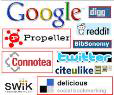 Google
digg
reddit
Propeller
BibSonomy
Connotea
twitter
citeulike
SWiK
delicious
social bookmarking